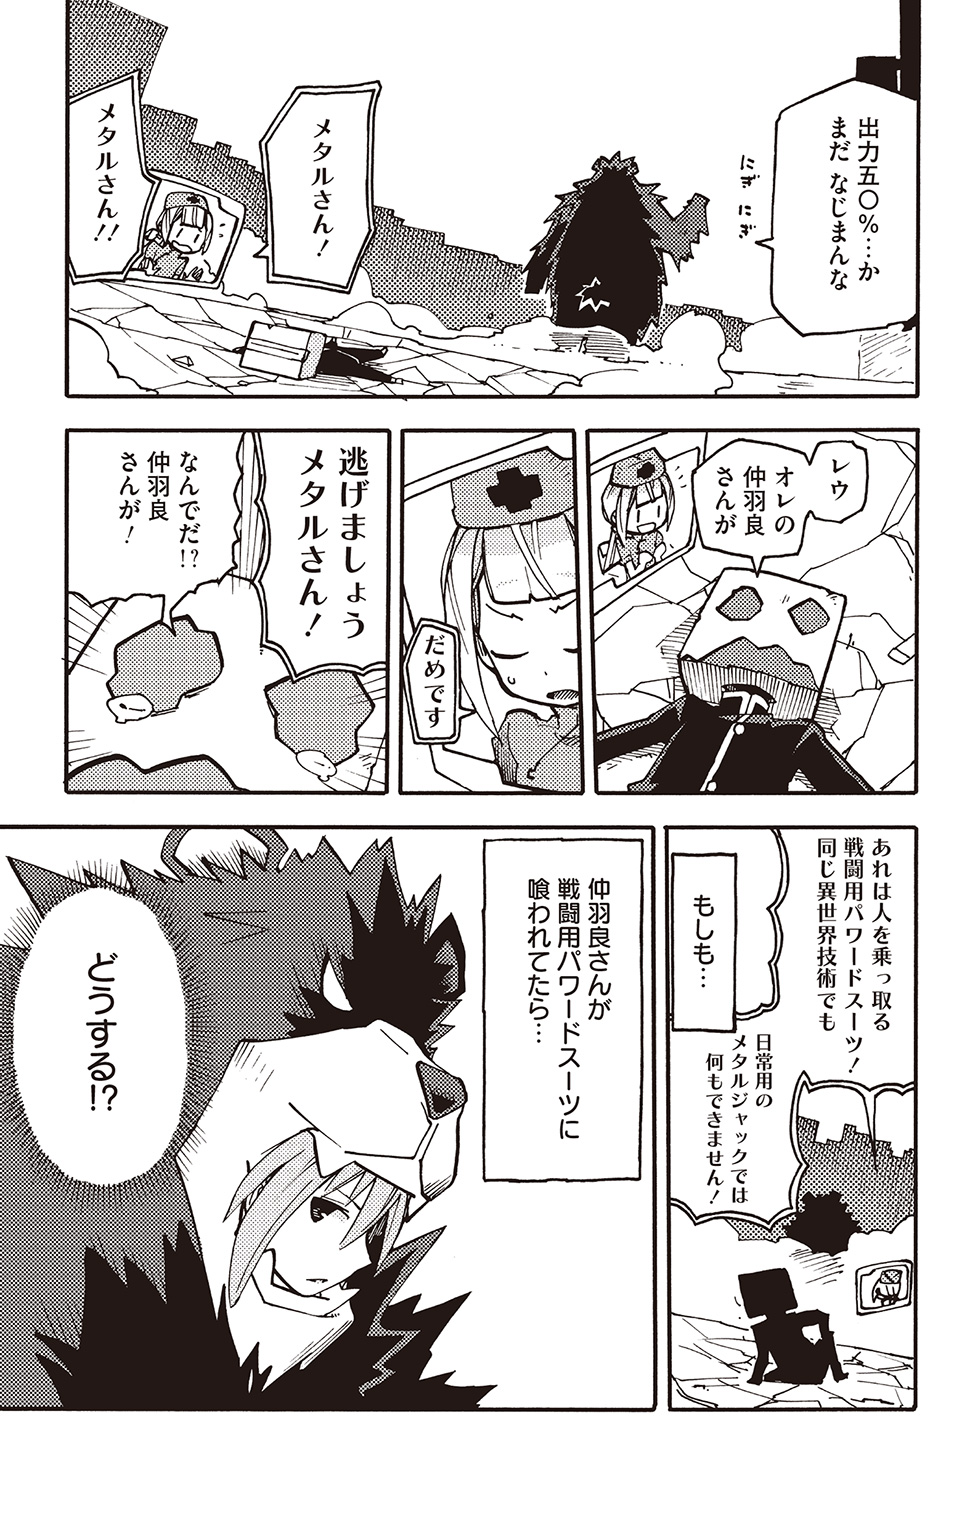 出力五〇％…か
まだ なじまんな
にぎ にぎ
メタルさん！
メタルさん！！
レウ
オレの
仲羽良
さんが
だめです
逃げましょう
メタルさん！
なんでだ！？
仲羽良
さんが！
あれは人を乗っ取る
戦闘用パワードスーツ！
同じ異世界技術でも
日常用の
メタルジャックでは
何もできません！
もしも…
仲羽良さんが
戦闘用パワードスーツに
喰われてたら…
どうする！？